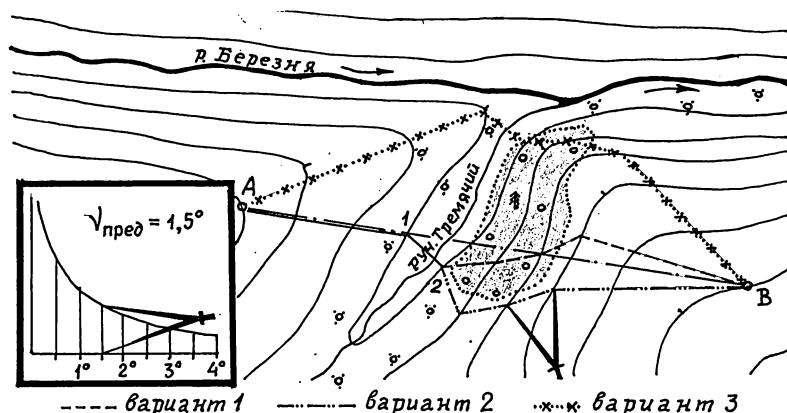 р. Березня
А
1
руч. Гремячий
2
В
νпред = 1,5°
1° 2° 3° 4°
вариант 1 вариант 2 вариант 3